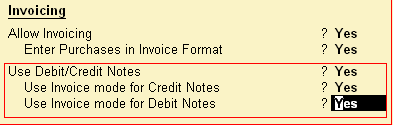 Invoicing
Allow Invoicing ? Yes
Enter Purchases in Invoice Format ? Yes
Use Debit/Credit Notes ? Yes
Use Invoice mode for Credit Notes ? Yes
Use Invoice mode for Debit Notes ? Yes